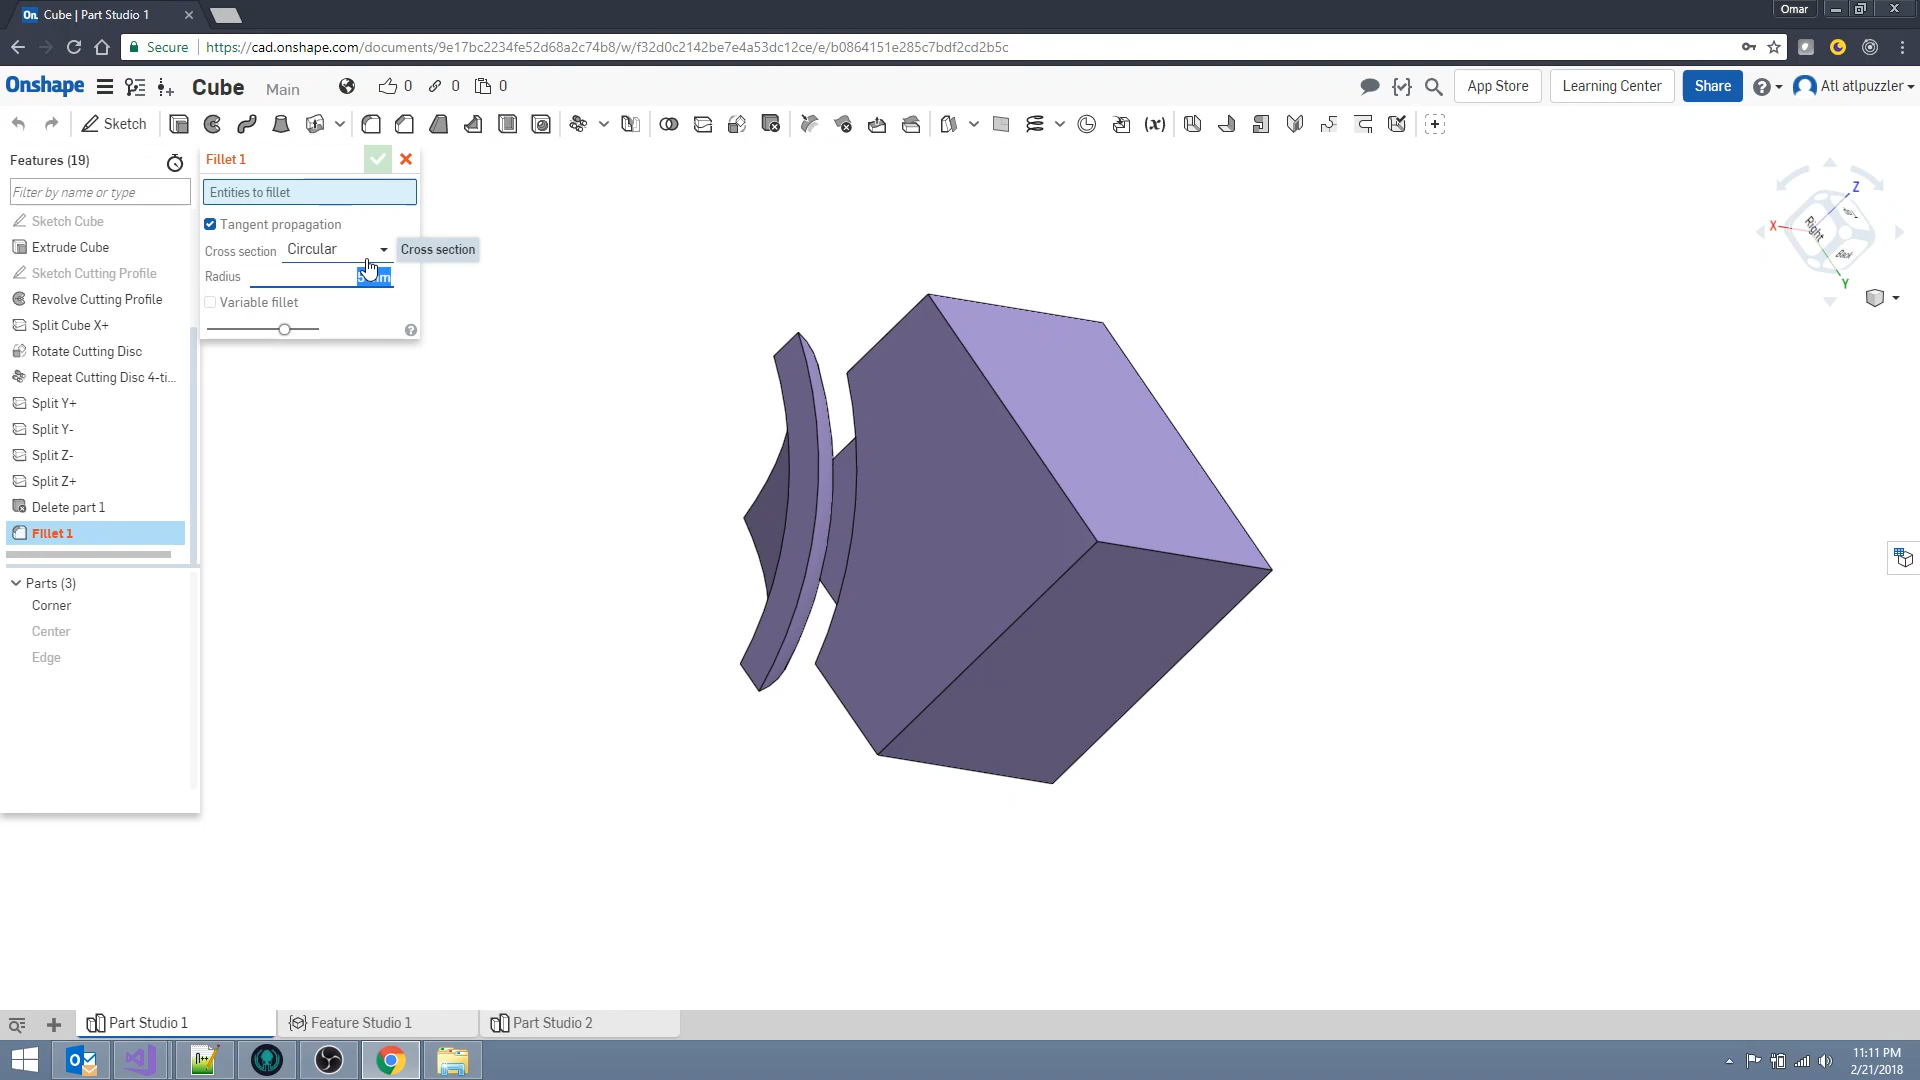 Cube | Part Studio 1
Omar
Secure
https://cad.onshape.com/documents/9e17bc2234fe52d68a2c74b8/w/f32d0c2142be7e4a53dc12ce/e/b0864151e285c7bdf2cd2b5c
Onshape
Cube
Main
0
0
0
App Store
Learning Center
Share
Atl atlpuzzler
Sketch
(x)
Features (19)
Filter by name or type
Sketch Cube
Extrude Cube
Sketch Cutting Profile
Revolve Cutting Profile
Split Cube X+
Rotate Cutting Disc
Repeat Cutting Disc 4-ti...
Split Y+
Split Y-
Split Z-
Split Z+
Delete part 1
Fillet 1
Parts (3)
Corner
Center
Edge
Fillet 1
Entities to fillet
Tangent propagation
Cross section
Circular
Cross section
Radius
Variable fillet
Z
X
Right
Back
Y
Part Studio 1
Feature Studio 1
Part Studio 2
11:11 PM
2/21/2018